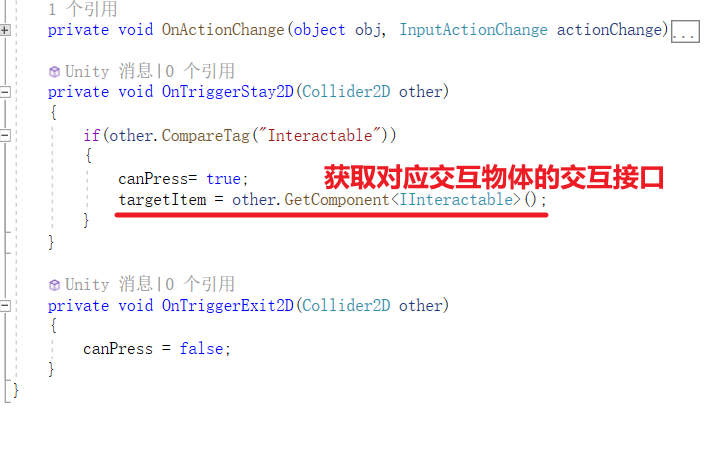 1 个引用
private void OnActionChange(object obj, InputActionChange actionChange)...
Unity 消息|0 个引用
private void OnTriggerStay2D(Collider2D other)
{
if(other.CompareTag("Interactable"))
{
canPress= true;
获取对应交互物体的交互接口
targetItem = other.GetComponent<IInteractable>();
}
}
Unity 消息|0 个引用
private void OnTriggerExit2D(Collider2D other)
{
canPress = false;
}
}